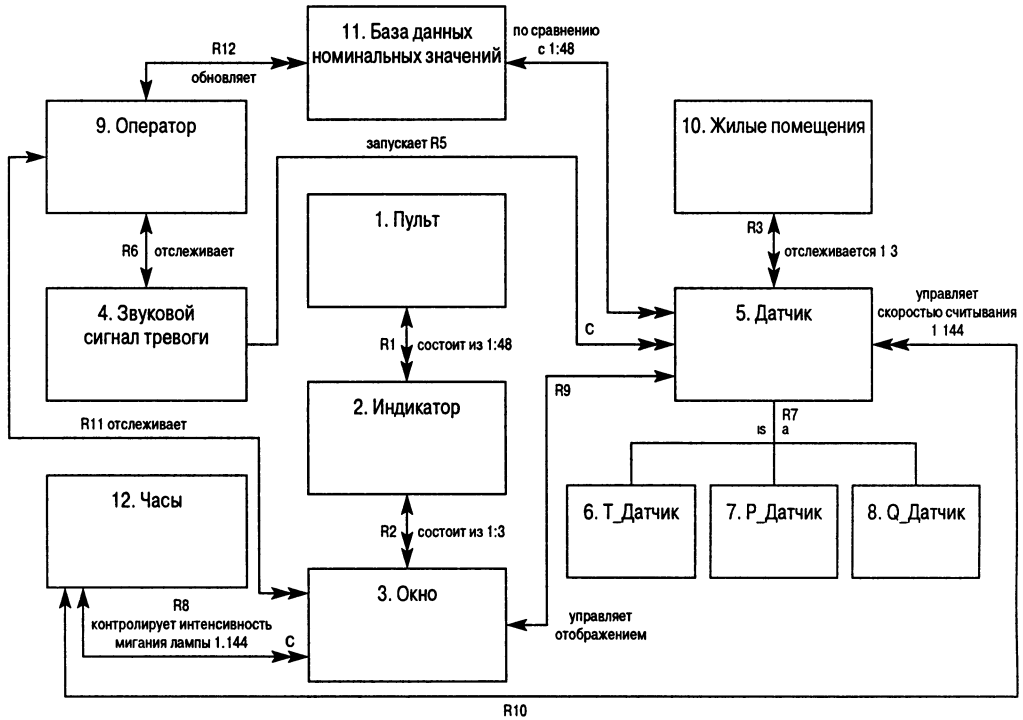 11. База данных
номинальных значений
по сравнению
с 1:48
R12
обновляет
9. Оператор
10. Жилые помещения
запускает R5
1. Пульт
R3
отслеживается 1 3
R6 отслеживает
4. Звуковой
сигнал тревоги
5. Датчик
управляет
скоростью считывания
1 144
C
R1 состоит из 1:48
R9
2. Индикатор
R7
is a
R11 отслеживает
12. Часы
6. T_Датчик
7. P_Датчик
8. Q_Датчик
R2 состоит из 1:3
3. Окно
R8
контролирует интенсивность
мигания лампы 1.144
C
управляет
отображением
R10